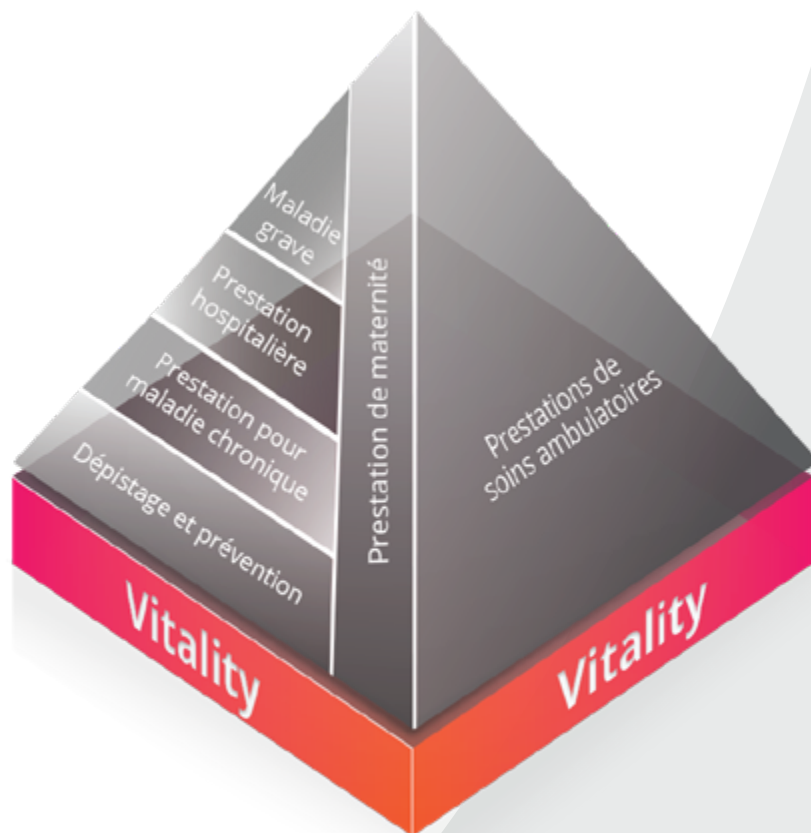 Maladie
grave
Prestation
hospitalière
Prestation pour
maladie chronique
Dépistage et prévention
Prestation de maternité
Prestations de
soins ambulatoires
Vitality
Vitality